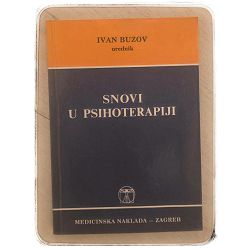 IVAN BUZOV
urednik
SNOVI
U PSIHOTERAPIJI
MEDICINSKA NAKLADA – ZAGREB